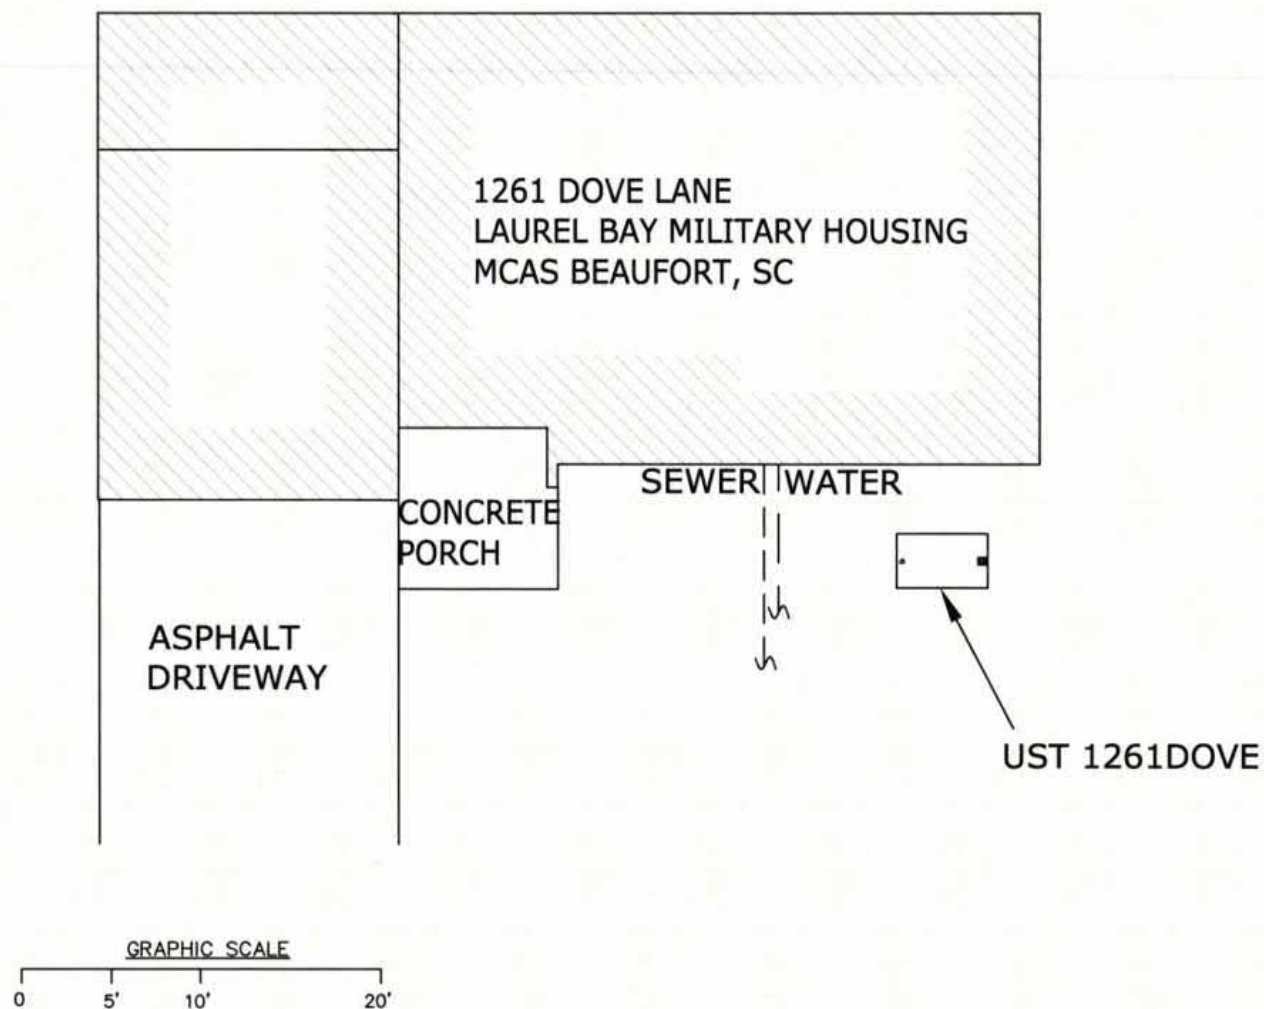 1261 DOVE LANE
LAUREL BAY MILITARY HOUSING
MCAS BEAUFORT, SC
SEWER
WATER
CONCRETE
PORCH
ASPHALT
DRIVEWAY
UST 1261DOVE
GRAPHIC SCALE
0 5' 10' 20'